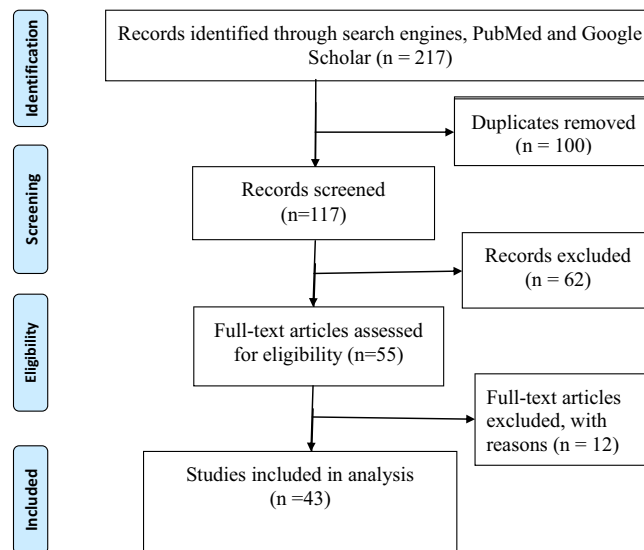 Identification
Records identified through search engines, PubMed and Google
Scholar (n = 217)
Duplicates removed
(n = 100)
Screening
Records screened
(n=117)
Records excluded
(n = 62)
Eligibility
Full-text articles assessed
for eligibility (n=55)
Full-text articles
excluded, with
reasons (n = 12)
Included
Studies included in analysis
(n =43)